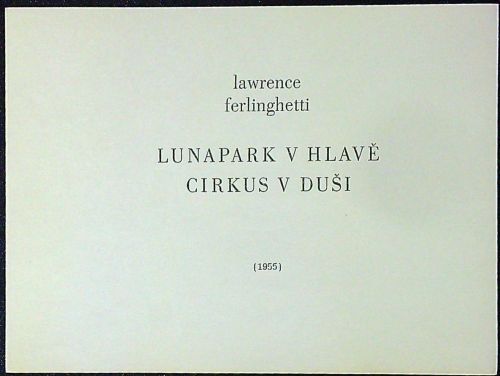 lawrence
ferlinghetti
LUNAPARK V HLAVĚ
CIRKUS V DUŠI
(1955)